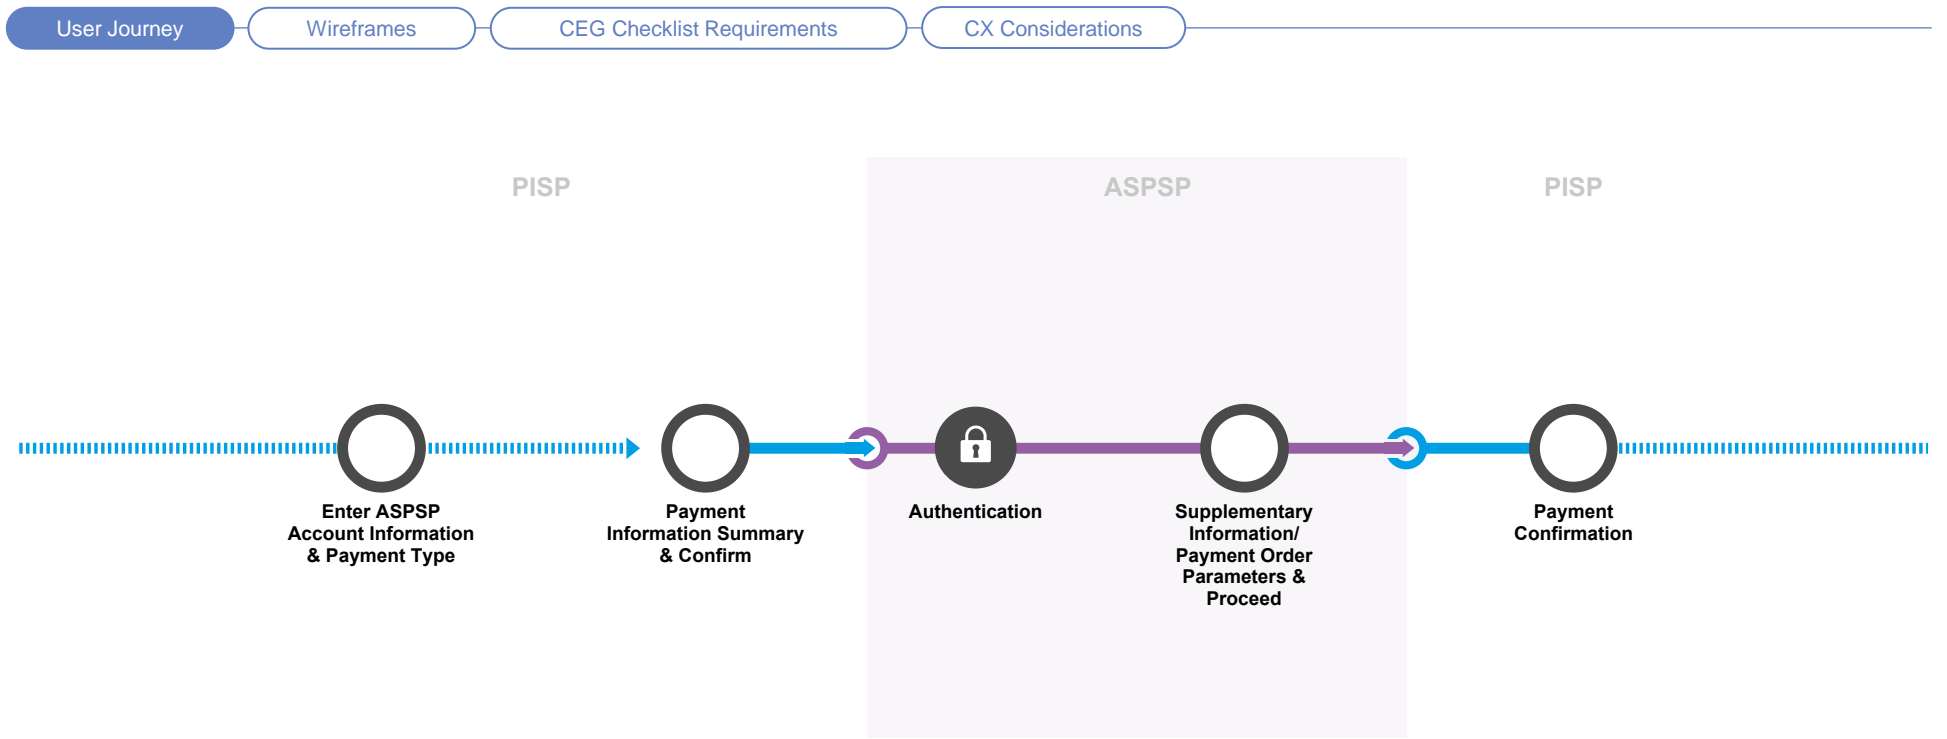 User Journey
Wireframes
CEG Checklist Requirements
CX Considerations
PISP
ASPSP
PISP
Enter ASPSP
Account Information
& Payment Type
Payment
Information Summary
& Confirm
Authentication
Supplementary
Information/
Payment Order
Parameters &
Proceed
Payment
Confirmation